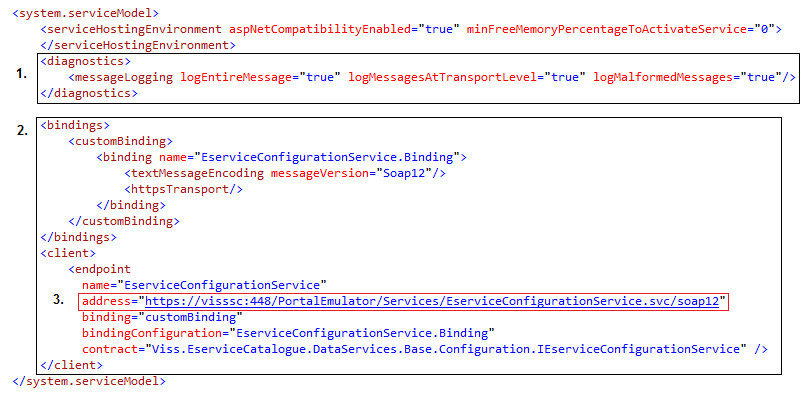 <system.serviceModel>
<serviceHostingEnvironment aspNetCompatibilityEnabled="true" minFreeMemoryPercentageToActivateService="0">
</serviceHostingEnvironment>
1. <diagnostics>
<messageLogging logEntireMessage="true" logMessagesAtTransportLevel="true" logMalformedMessages="true"/>
</diagnostics>
2. <bindings>
<customBinding>
<binding name="EserviceConfigurationService.Binding">
<textMessageEncoding messageVersion="Soap12"/>
<httpsTransport/>
</binding>
</customBinding>
</bindings>
<client>
<endpoint
name="EserviceConfigurationService"
3. address="https://visssc:448/PortalEmulator/Services/EserviceConfigurationService.svc/soap12"
binding="customBinding"
bindingConfiguration="EserviceConfigurationService.Binding"
contract="Viss.EserviceCatalogue.DataServices.Base.Configuration.IEserviceConfigurationService" />
</client>
</system.serviceModel>